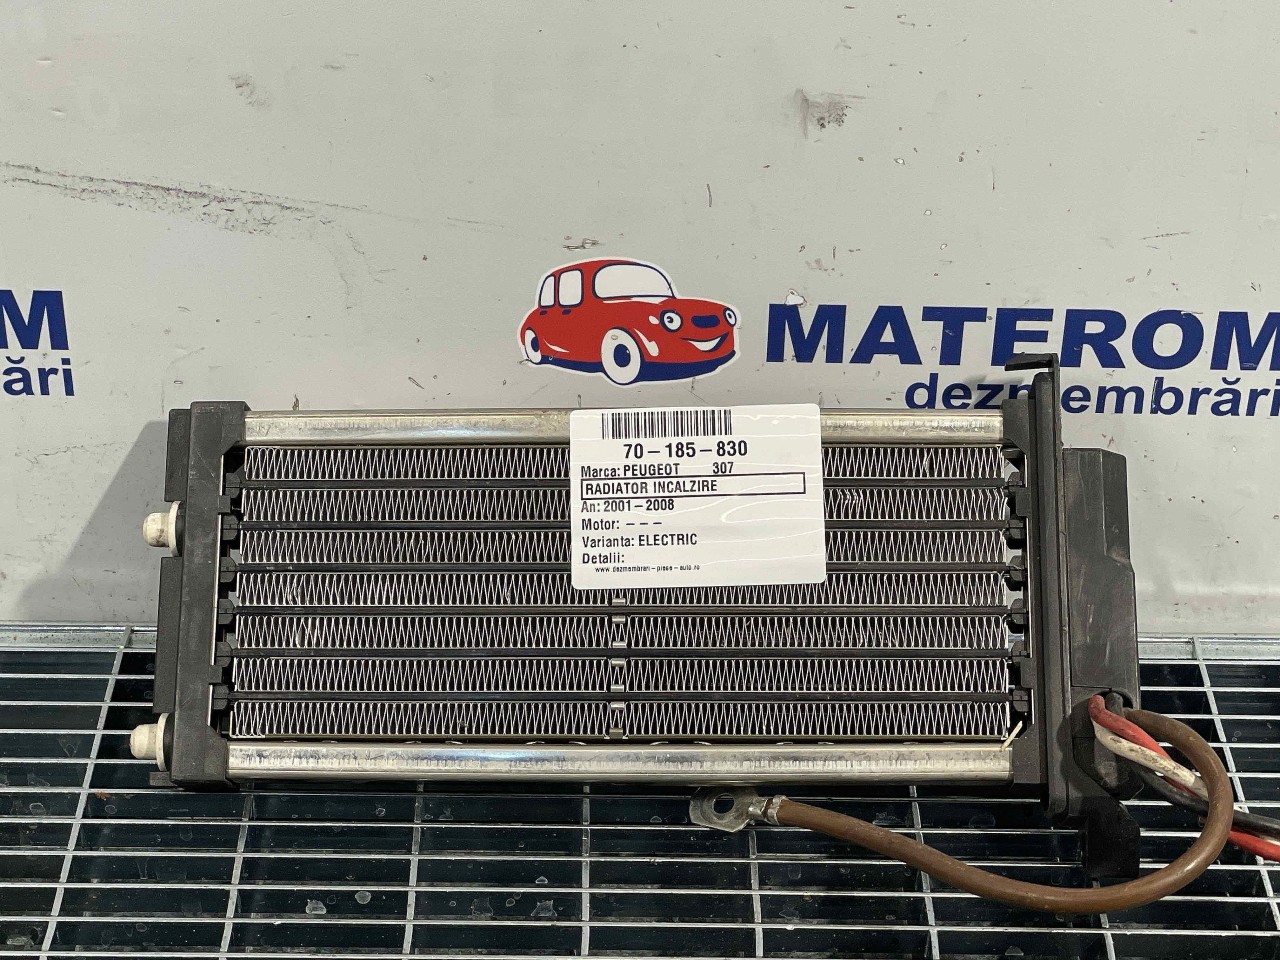 M
ări
MATEROM
dezmembrări
70-185-830
Marca: PEUGEOT 307
RADIATOR INCALZIRE
An: 2001-2008
Motor: - - -
Varianta: ELECTRIC
Detalii:
www.dezmembrari-piese-auto.ro